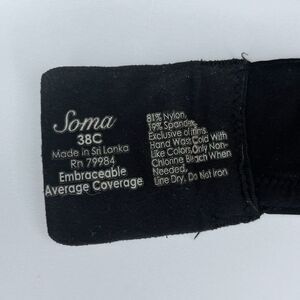 Soma
38C
Made in Sri Lanka
Rn 79984
Embraceable
Average Coverage
81% Nylon,
19% Spandex
Exclusive of trims
Hand Wash Cold With
Like Colors, Only Non-
Chlorine Bleach When
Needed,
Line Dry, Do Not Iron